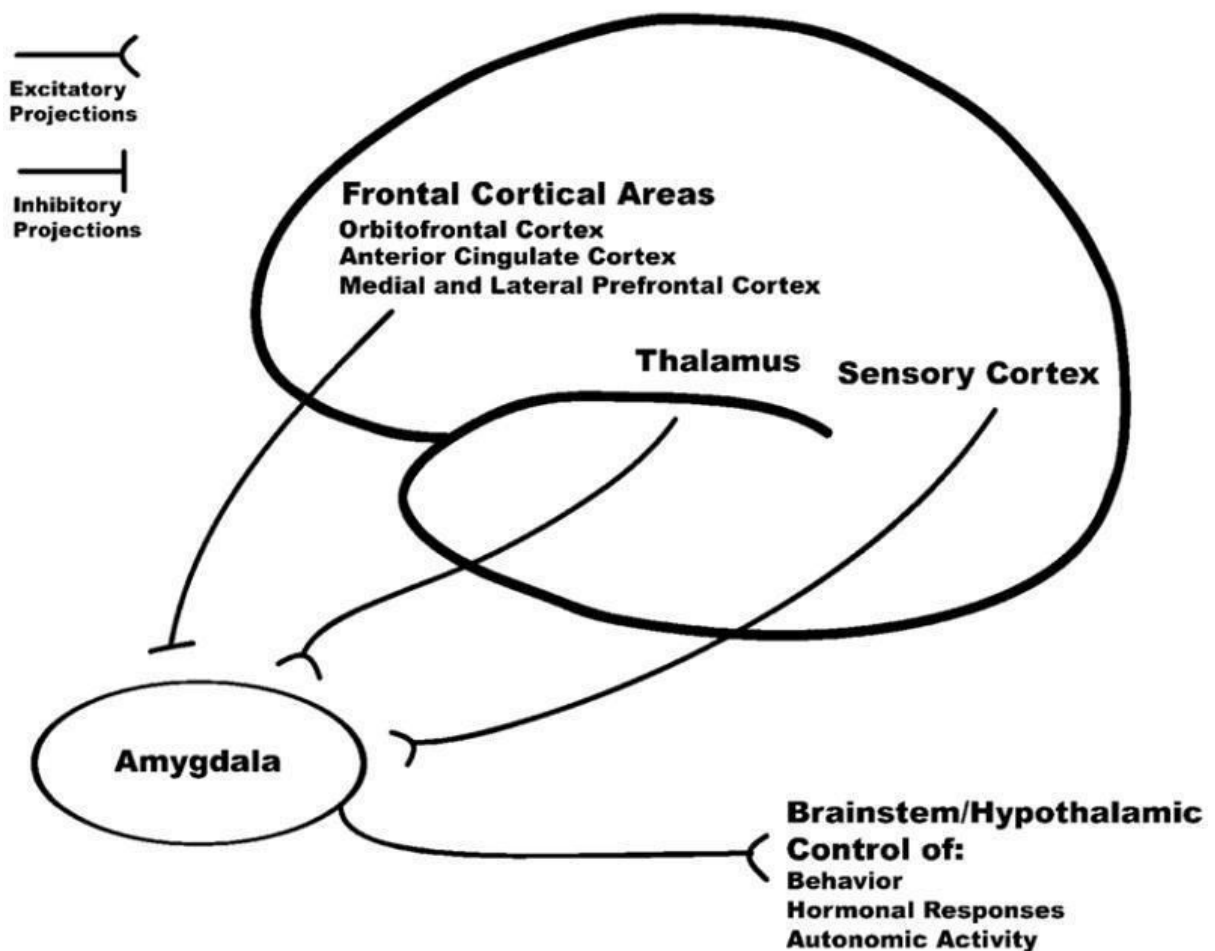 Excitatory
Projections
Inhibitory
Projections
Frontal Cortical Areas
Orbitofrontal Cortex
Anterior Cingulate Cortex
Medial and Lateral Prefrontal Cortex
Thalamus
Sensory Cortex
Amygdala
Brainstem/Hypothalamic
Control of:
Behavior
Hormonal Responses
Autonomic Activity